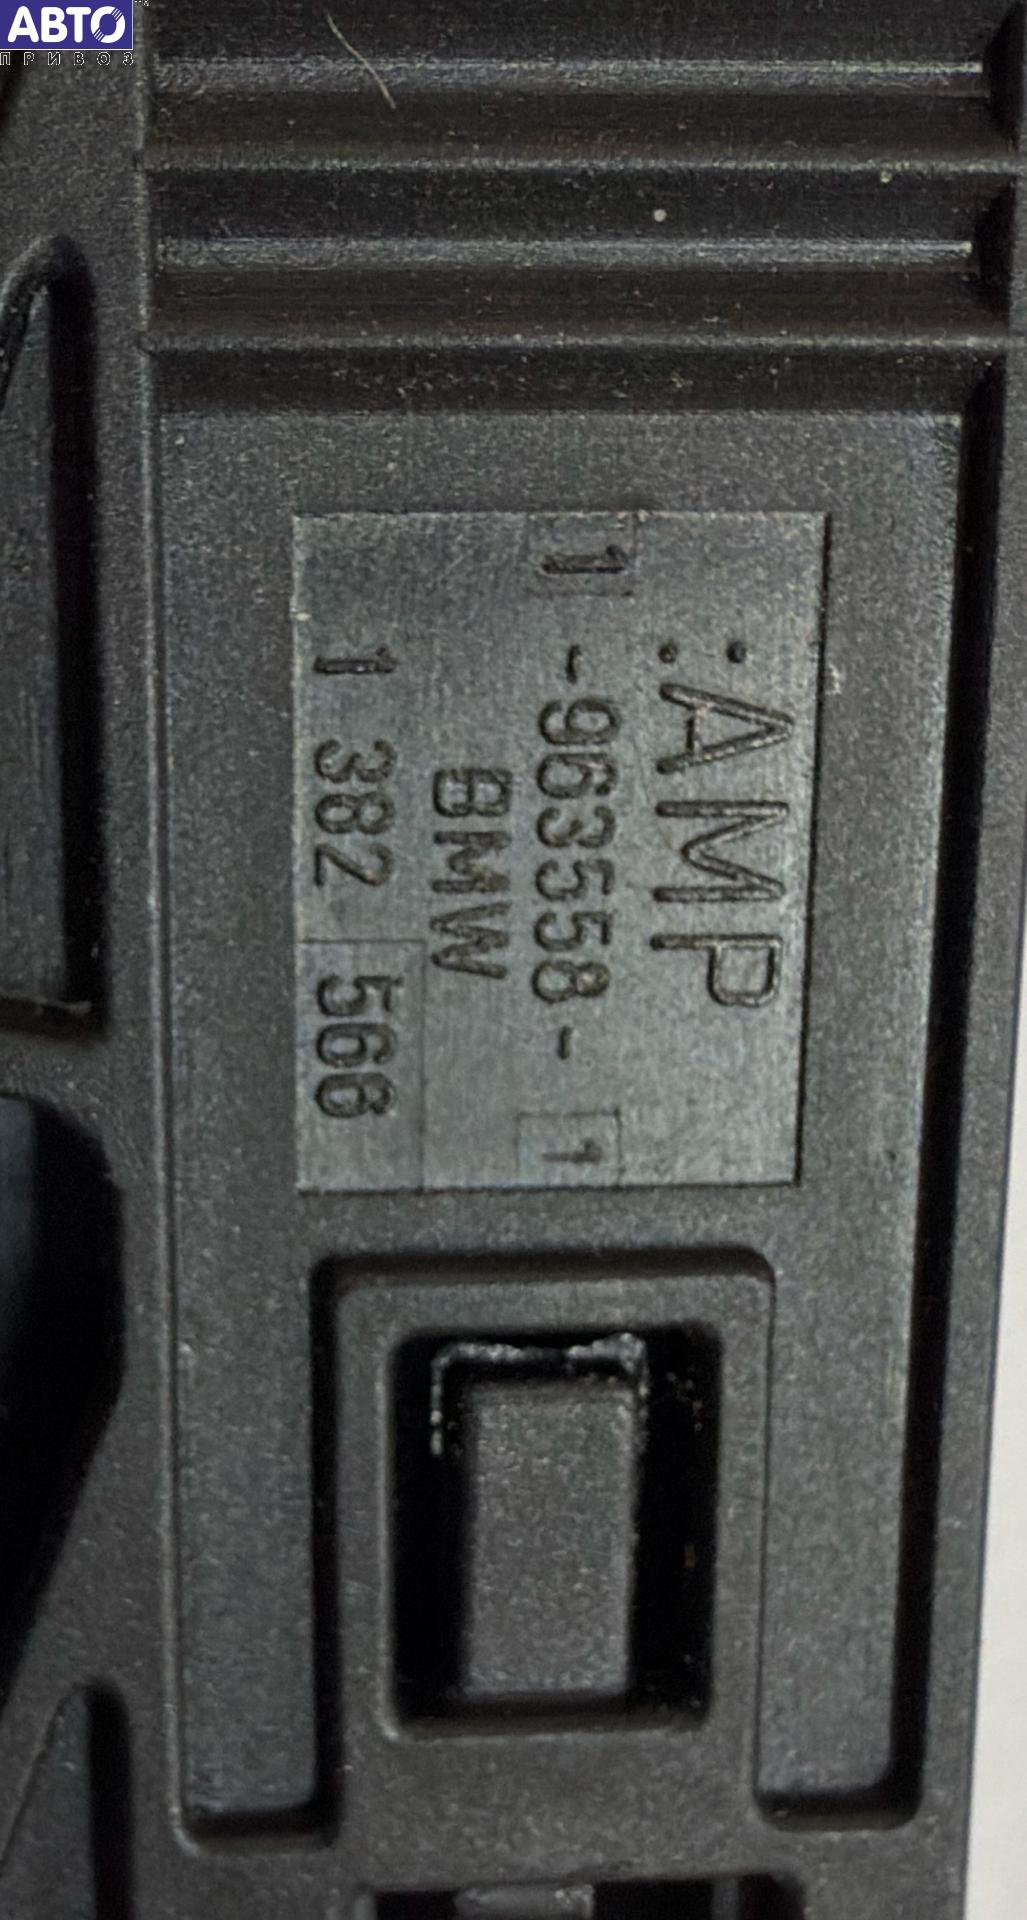 АВТО
ПРИВОЗ
:AMP
1 -963558- 1
BMW
1 382 566